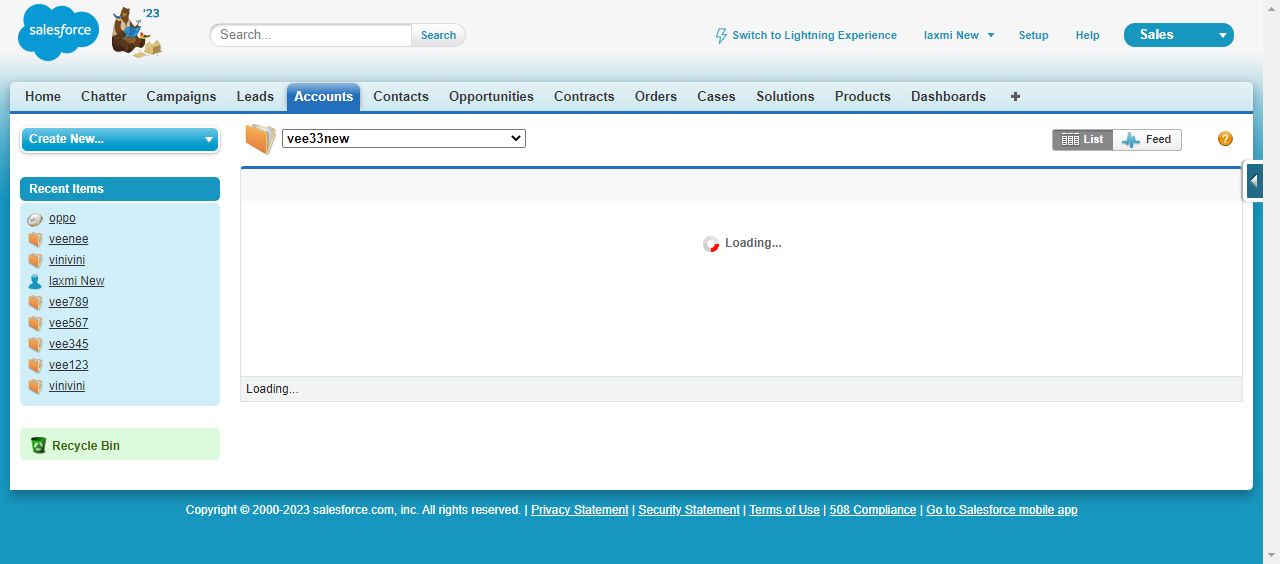 salesforce
'23
Search...
Search
Switch to Lightning Experience
laxmi New
Setup
Help
Sales
Home Chatter Campaigns Leads Accounts Contacts Opportunities Contracts Orders Cases Solutions Products Dashboards +
Create New...
vee33new
List
Feed
?
Recent Items
oppo
veenee
vinivini
laxmi New
vee789
vee567
vee345
vee123
vinivini
Loading...
Loading...
Recycle Bin
Copyright © 2000-2023 salesforce.com, inc. All rights reserved. | Privacy Statement | Security Statement | Terms of Use | 508 Compliance | Go to Salesforce mobile app